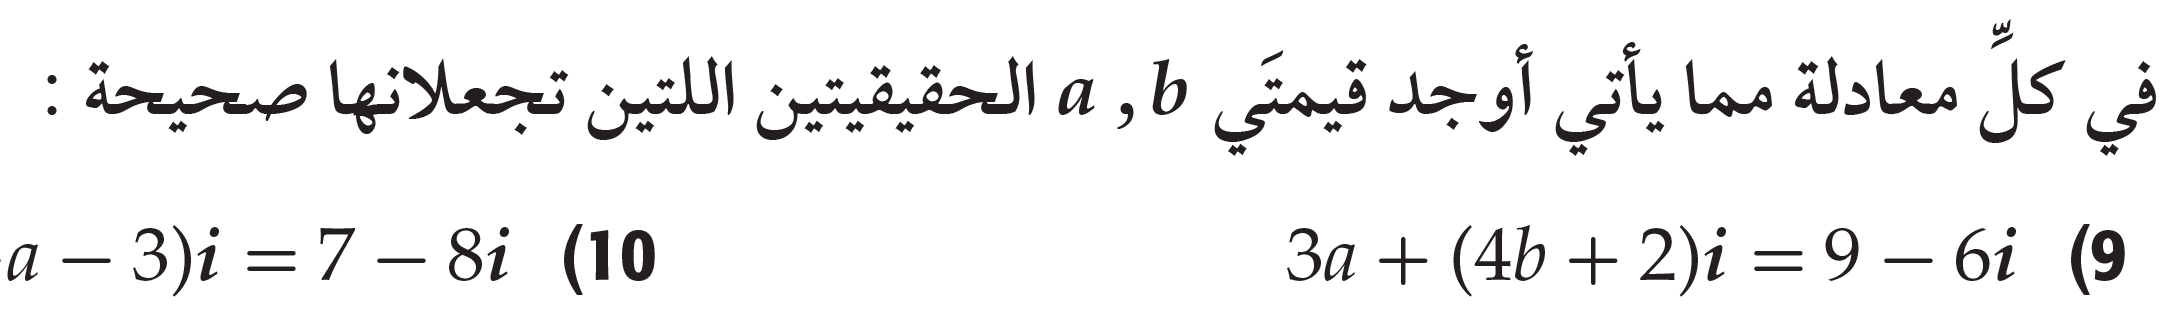 في كلِّ معادلة مما يأتي أوجد قيمتَي a , b الحقيقيتين اللتين تجعلانها صحيحة :
9) 3a + (4b + 2)i = 9 − 6i
10) a − 3)i = 7 − 8i